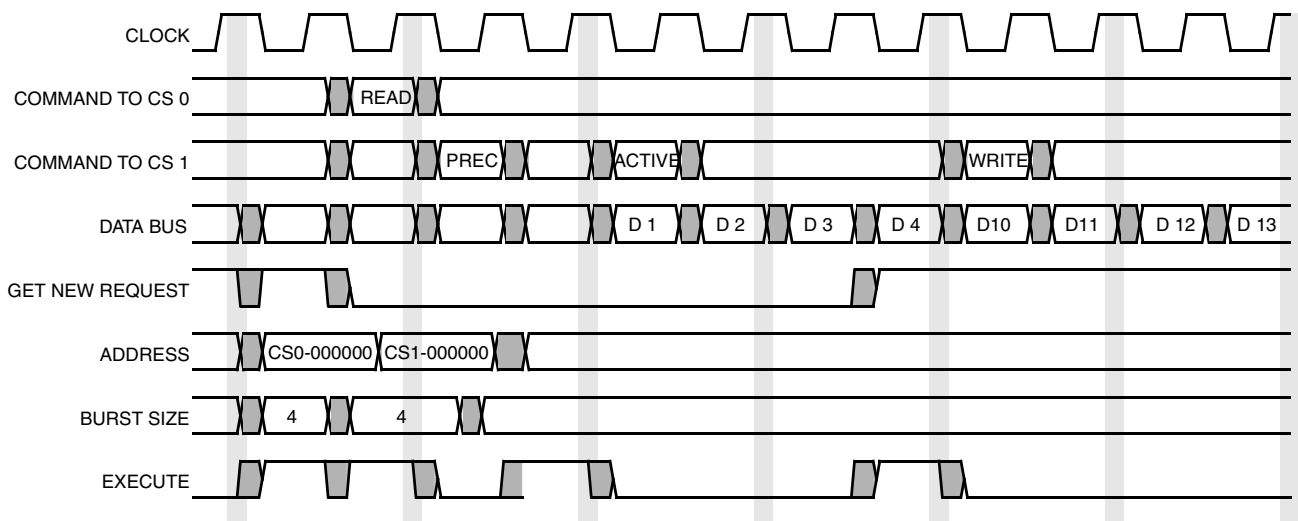 CLOCK
COMMAND TO CS 0 READ
COMMAND TO CS 1 PREC ACTIVE WRITE
DATA BUS D 1 D 2 D 3 D 4 D10 D11 D 12 D 13
GET NEW REQUEST
ADDRESS CS0-000000 CS1-000000
BURST SIZE 4 4
EXECUTE